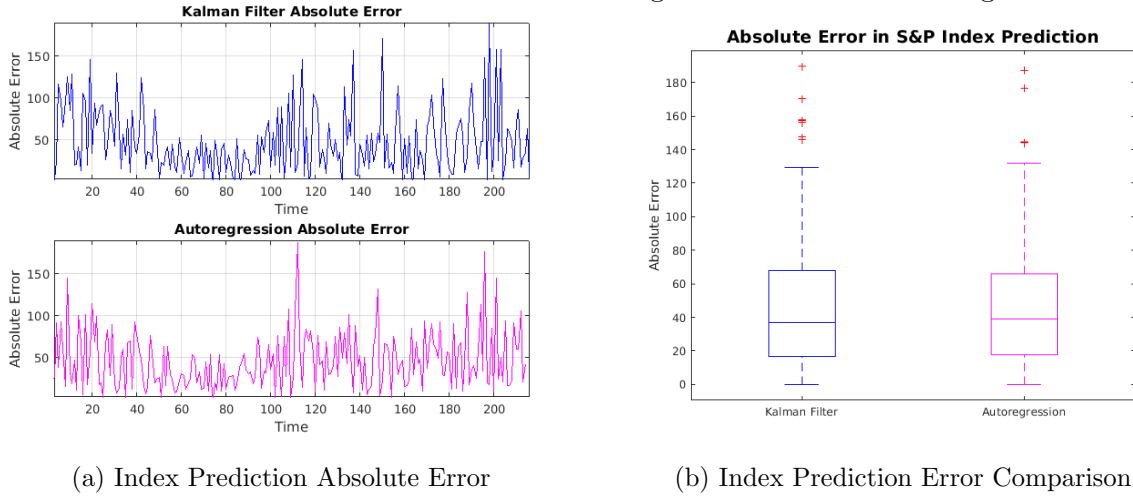 Kalman Filter Absolute Error
Absolute Error
150
100
50
20 40 60 80 100 120 140 160 180 200
Time
Autoregression Absolute Error
Absolute Error
150
100
50
20 40 60 80 100 120 140 160 180 200
Time
(a) Index Prediction Absolute Error
Absolute Error in S&P Index Prediction
Absolute Error
180
160
140
120
100
80
60
40
20
0
Kalman Filter Autoregression
(b) Index Prediction Error Comparison